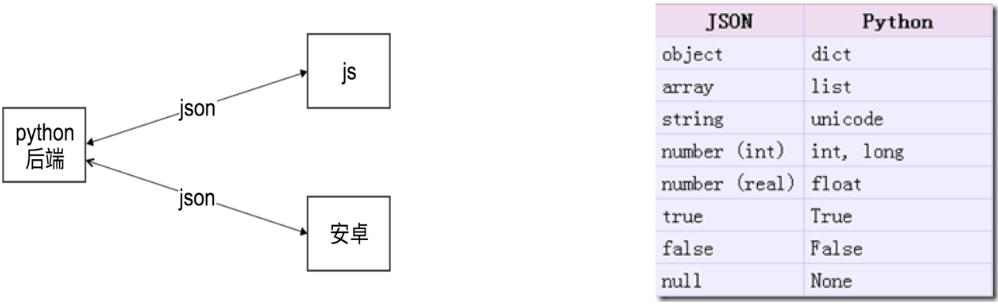 js
json
python
后端
json
安卓
JSON Python
object dict
array list
string unicode
number (int) int, long
number (real) float
true True
false False
null None